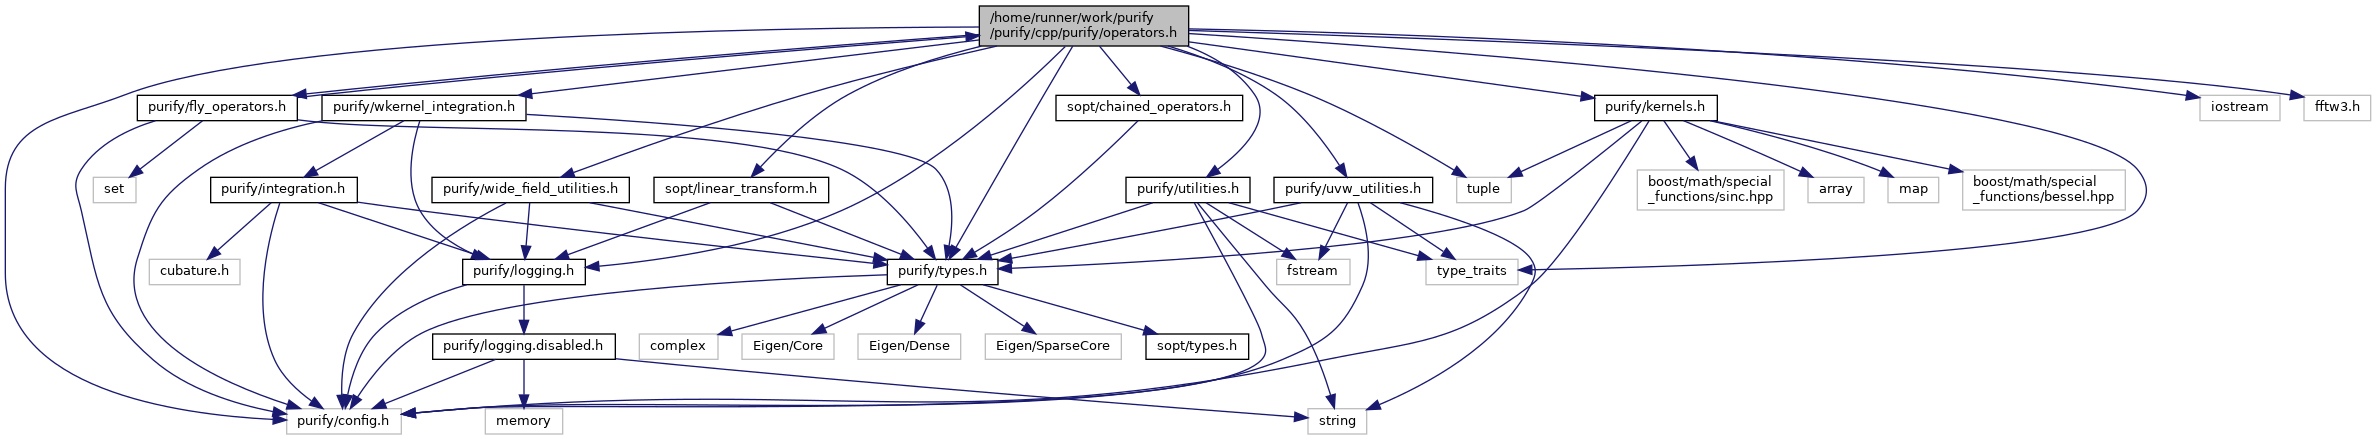 /home/runner/work/purify
/purify/cpp/purify/operators.h
purify/fly_operators.h
purify/wkernel_integration.h
sopt/chained_operators.h
purify/kernels.h
iostream
fftw3.h
set
purify/integration.h
purify/wide_field_utilities.h
sopt/linear_transform.h
purify/utilities.h
purify/uvw_utilities.h
tuple
boost/math/special
_functions/sinc.hpp
array
map
boost/math/special
_functions/bessel.hpp
cubature.h
purify/logging.h
purify/types.h
fstream
type_traits
purify/logging.disabled.h
complex
Eigen/Core
Eigen/Dense
Eigen/SparseCore
sopt/types.h
purify/config.h
memory
string